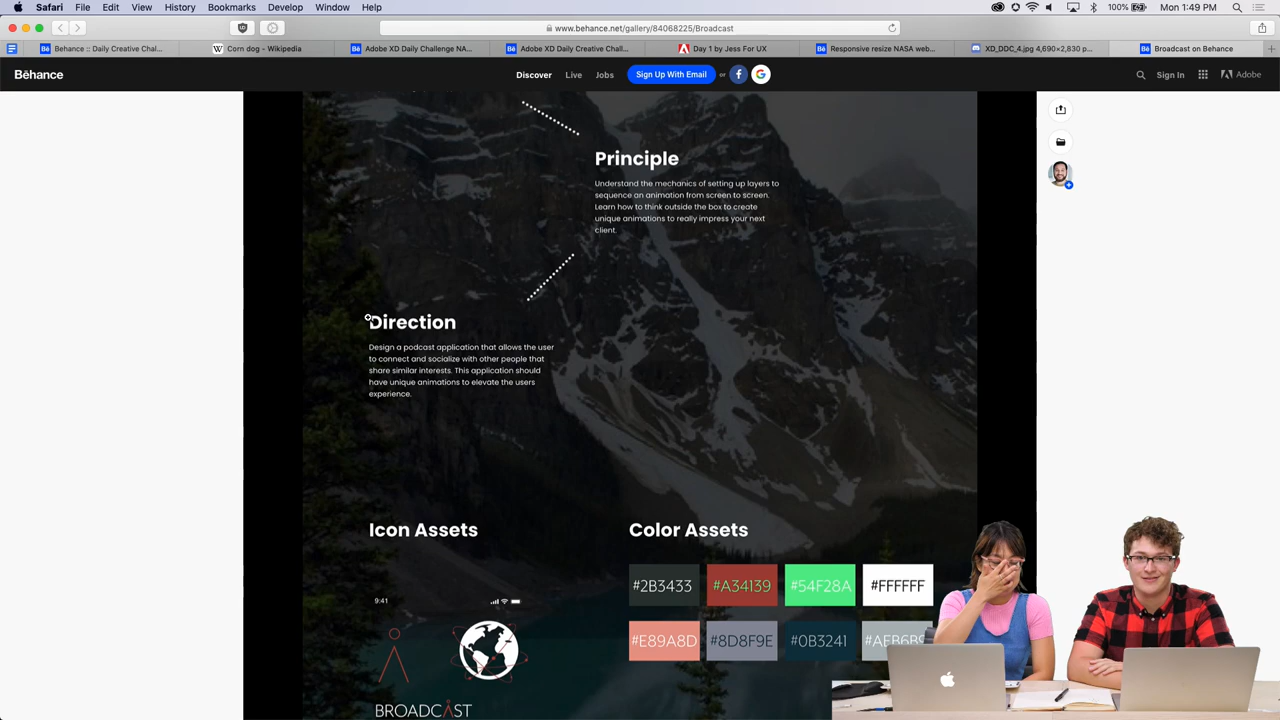 Safari File Edit View History Bookmarks Develop Window Help 100% Mon 1:49 PM
www.behance.net/gallery/84068225/Broadcast
Behance :: Daily Creative Chal... Corn dog - Wikipedia Adobe XD Daily Challenge NA... Adobe XD Daily Creative Chall... Day 1 by Jess For UX Responsive resize NASA web... XD_DDC_4.jpg 4,690×2,830 p... Broadcast on Behance
Bēhance Discover Live Jobs Sign Up With Email or Sign In Adobe
Principle
Understand the mechanics of setting up layers to
sequence an animation from screen to screen.
Learn how to think outside the box to create
unique animations to really impress your next
client.
Direction
Design a podcast application that allows the user
to connect and socialize with other people that
share similar interests. This application should
have unique animations to elevate the users
experience.
Icon Assets
Color Assets
#2B3433 #A34139 #54F28A #FFFFFF
9:41
#E89A8D #8D8F9E #0B3241
BROADCAST